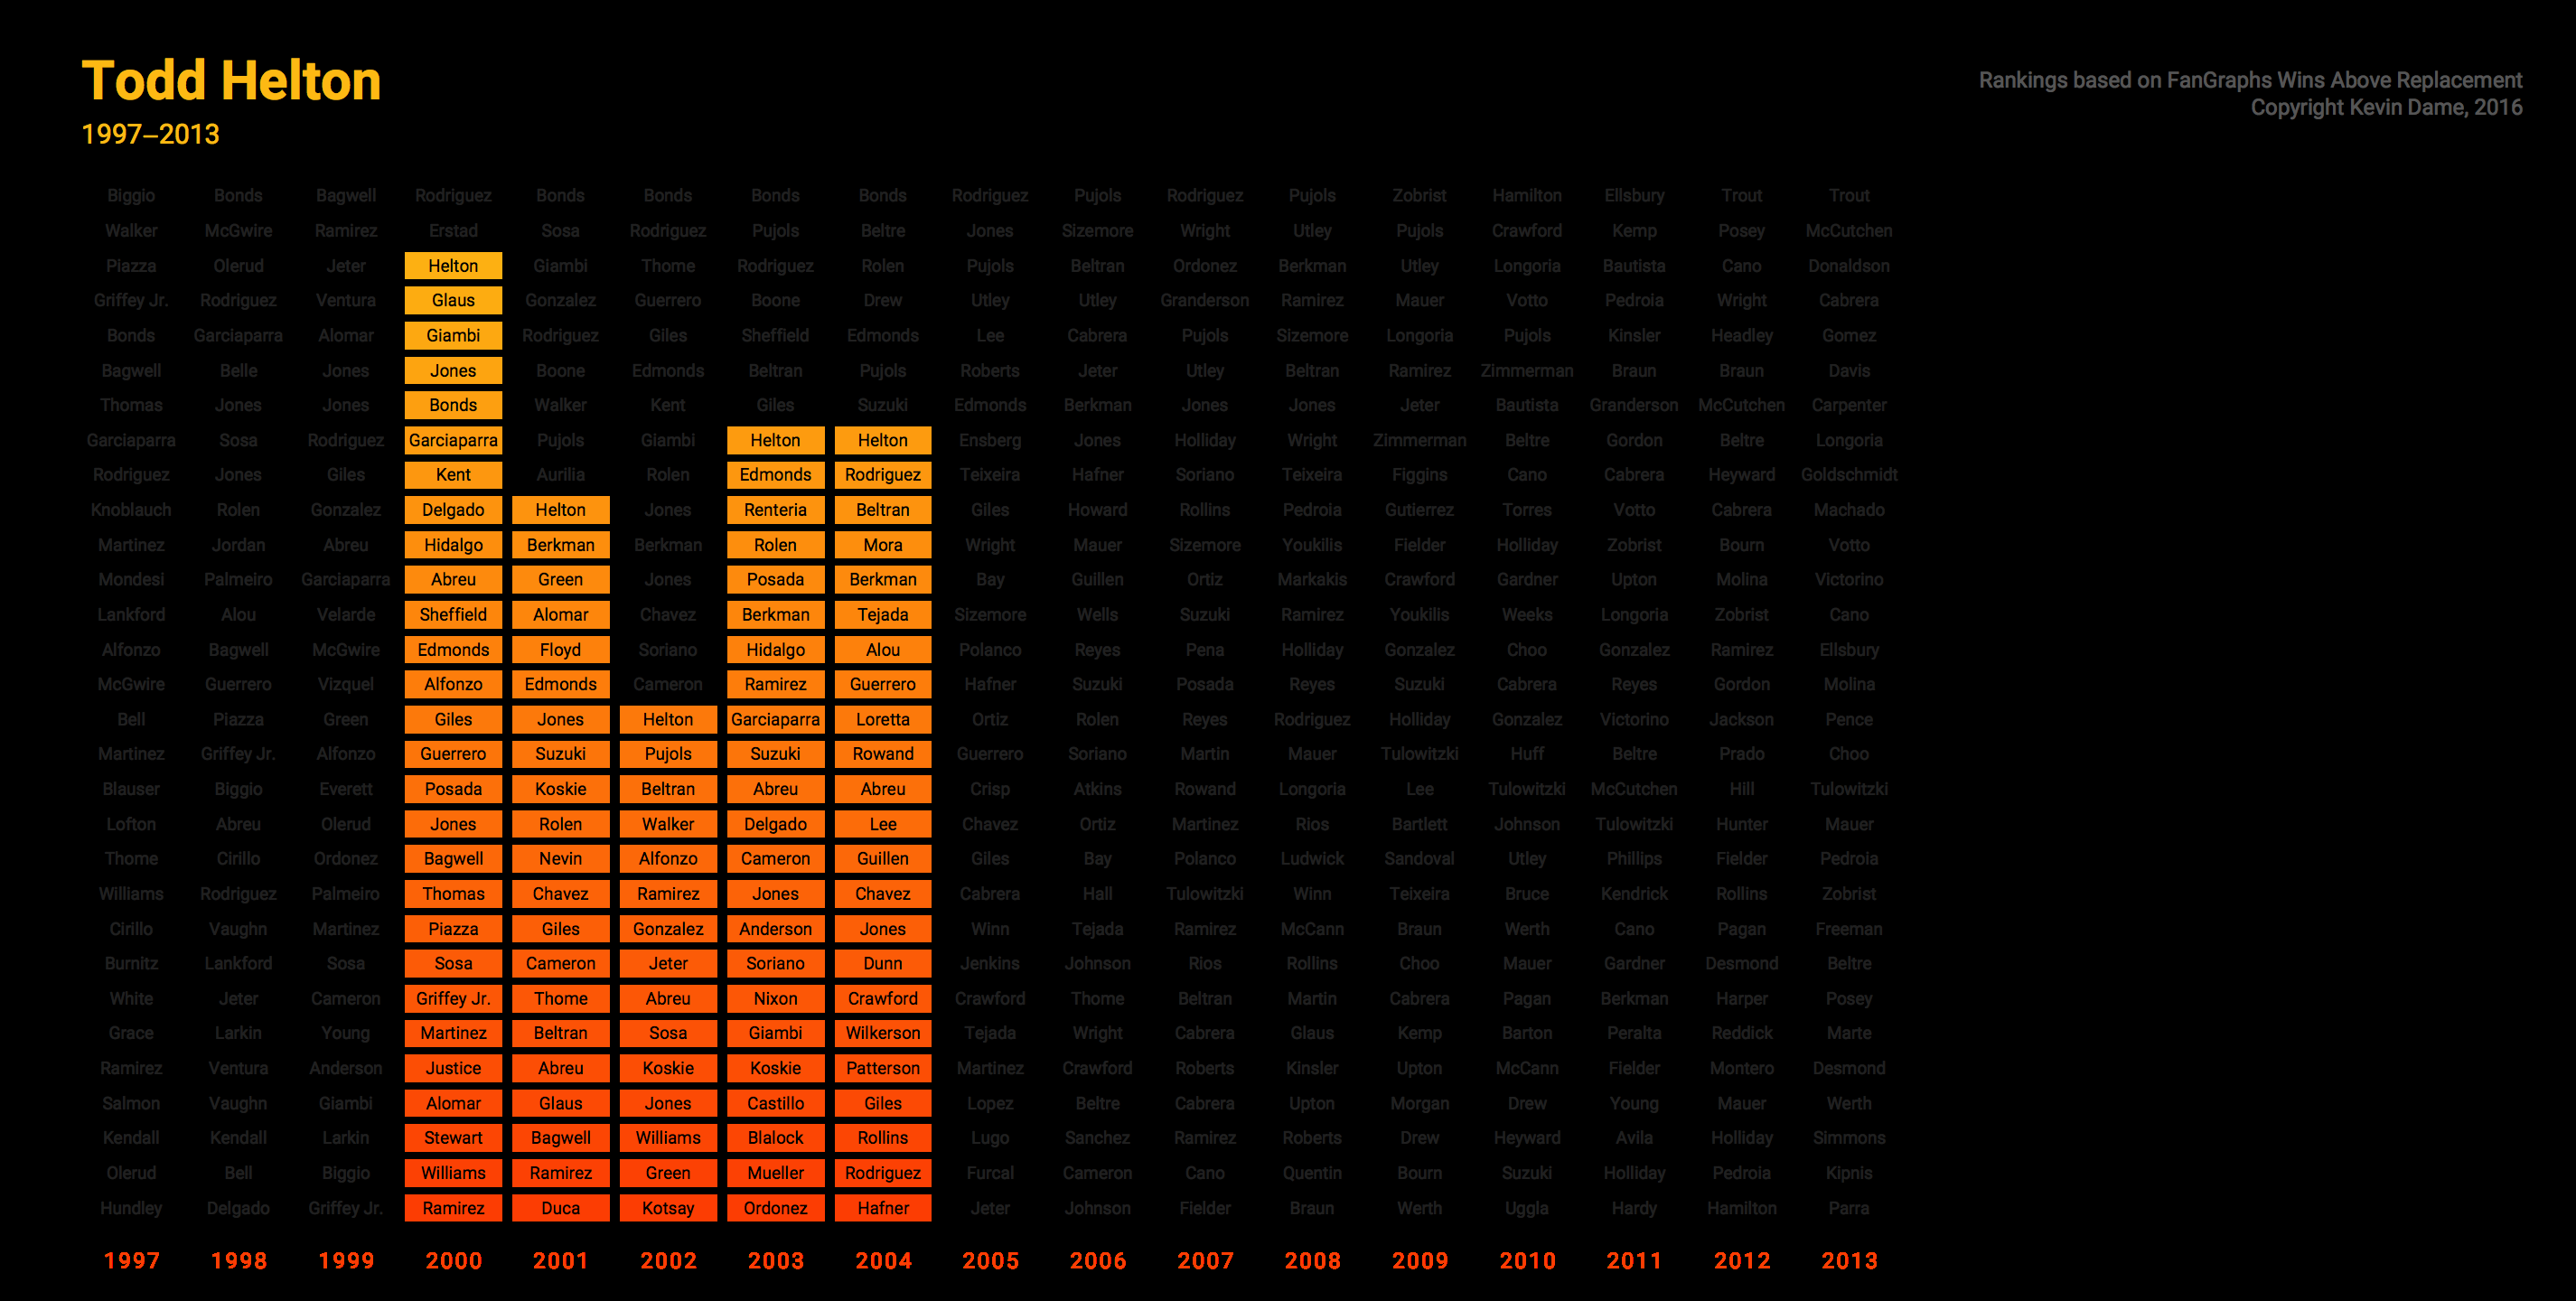 Todd Helton
1997–2013
Rankings based on FanGraphs Wins Above Replacement
Copyright Kevin Dame, 2016
Biggio Bonds Bagwell Rodriguez Bonds Bonds Bonds Bonds Rodriguez Pujols Rodriguez Pujols Zobrist Hamilton Ellsbury Trout Trout
Walker McGwire Ramirez Erstad Sosa Rodriguez Pujols Beltre Jones Sizemore Wright Utley Pujols Crawford Kemp Posey McCutchen
Piazza Olerud Jeter Helton Giambi Thome Rodriguez Rolen Pujols Beltran Ordonez Berkman Utley Longoria Bautista Cano Donaldson
Griffey Jr. Rodriguez Ventura Glaus Gonzalez Guerrero Boone Drew Utley Utley Granderson Ramirez Mauer Votto Pedroia Wright Cabrera
Bonds Garciaparra Alomar Giambi Rodriguez Giles Sheffield Edmonds Lee Cabrera Pujols Sizemore Longoria Pujols Kinsler Headley Gomez
Bagwell Belle Jones Jones Boone Edmonds Beltran Pujols Roberts Jeter Utley Beltran Ramirez Zimmerman Braun Braun Davis
Thomas Jones Jones Bonds Walker Kent Giles Suzuki Edmonds Berkman Jones Jones Jeter Bautista Granderson McCutchen Carpenter
Garciaparra Sosa Rodriguez Garciaparra Pujols Giambi Helton Helton Ensberg Jones Holliday Wright Zimmerman Beltre Gordon Beltre Longoria
Rodriguez Jones Giles Kent Aurilia Rolen Edmonds Rodriguez Teixeira Hafner Soriano Teixeira Figgins Cano Cabrera Heyward Goldschmidt
Knoblauch Rolen Gonzalez Delgado Helton Jones Renteria Beltran Giles Howard Rollins Pedroia Gutierrez Torres Votto Cabrera Machado
Martinez Jordan Abreu Hidalgo Berkman Berkman Rolen Mora Wright Mauer Sizemore Youkilis Fielder Holliday Zobrist Bourn Votto
Mondesi Palmeiro Garciaparra Abreu Green Jones Posada Berkman Bay Guillen Ortiz Markakis Crawford Gardner Upton Molina Victorino
Lankford Alou Velarde Sheffield Alomar Chavez Berkman Tejada Sizemore Wells Suzuki Ramirez Youkilis Weeks Longoria Zobrist Cano
Alfonzo Bagwell McGwire Edmonds Floyd Soriano Hidalgo Alou Polanco Reyes Pena Holliday Gonzalez Choo Gonzalez Ramirez Ellsbury
McGwire Guerrero Vizquel Alfonzo Edmonds Cameron Ramirez Guerrero Hafner Suzuki Posada Reyes Suzuki Cabrera Reyes Gordon Molina
Bell Piazza Green Giles Jones Helton Garciaparra Loretta Ortiz Rolen Reyes Rodriguez Holliday Gonzalez Victorino Jackson Pence
Martinez Griffey Jr. Alfonzo Guerrero Suzuki Pujols Suzuki Rowand Guerrero Soriano Martin Mauer Tulowitzki Huff Beltre Prado Choo
Blauser Biggio Everett Posada Koskie Beltran Abreu Abreu Crisp Atkins Rowand Longoria Lee Tulowitzki McCutchen Hill Tulowitzki
Lofton Abreu Olerud Jones Rolen Walker Delgado Lee Chavez Ortiz Martinez Rios Bartlett Johnson Tulowitzki Hunter Mauer
Thome Cirillo Ordonez Bagwell Nevin Alfonzo Cameron Guillen Giles Bay Polanco Ludwick Sandoval Utley Phillips Fielder Pedroia
Williams Rodriguez Palmeiro Thomas Chavez Ramirez Jones Chavez Cabrera Hall Tulowitzki Winn Teixeira Bruce Kendrick Rollins Zobrist
Cirillo Vaughn Martinez Piazza Giles Gonzalez Anderson Jones Winn Tejada Ramirez McCann Braun Werth Cano Pagan Freeman
Burnitz Lankford Sosa Sosa Cameron Jeter Soriano Dunn Jenkins Johnson Rios Rollins Choo Mauer Gardner Desmond Beltre
White Jeter Cameron Griffey Jr. Thome Abreu Nixon Crawford Crawford Thome Beltran Martin Cabrera Pagan Berkman Harper Posey
Grace Larkin Young Martinez Beltran Sosa Giambi Wilkerson Tejada Wright Cabrera Glaus Kemp Barton Peralta Reddick Marte
Ramirez Ventura Anderson Justice Abreu Koskie Koskie Patterson Martinez Crawford Roberts Kinsler Upton McCann Fielder Montero Desmond
Salmon Vaughn Giambi Alomar Glaus Jones Castillo Giles Lopez Beltre Cabrera Upton Morgan Drew Young Mauer Werth
Kendall Kendall Larkin Stewart Bagwell Williams Blalock Rollins Lugo Sanchez Ramirez Roberts Drew Heyward Avila Holliday Simmons
Olerud Bell Biggio Williams Ramirez Green Mueller Rodriguez Furcal Cameron Cano Quentin Bourn Suzuki Holliday Pedroia Kipnis
Hundley Delgado Griffey Jr. Ramirez Duca Kotsay Ordonez Hafner Jeter Johnson Fielder Braun Werth Uggla Hardy Hamilton Parra
1997 1998 1999 2000 2001 2002 2003 2004 2005 2006 2007 2008 2009 2010 2011 2012 2013